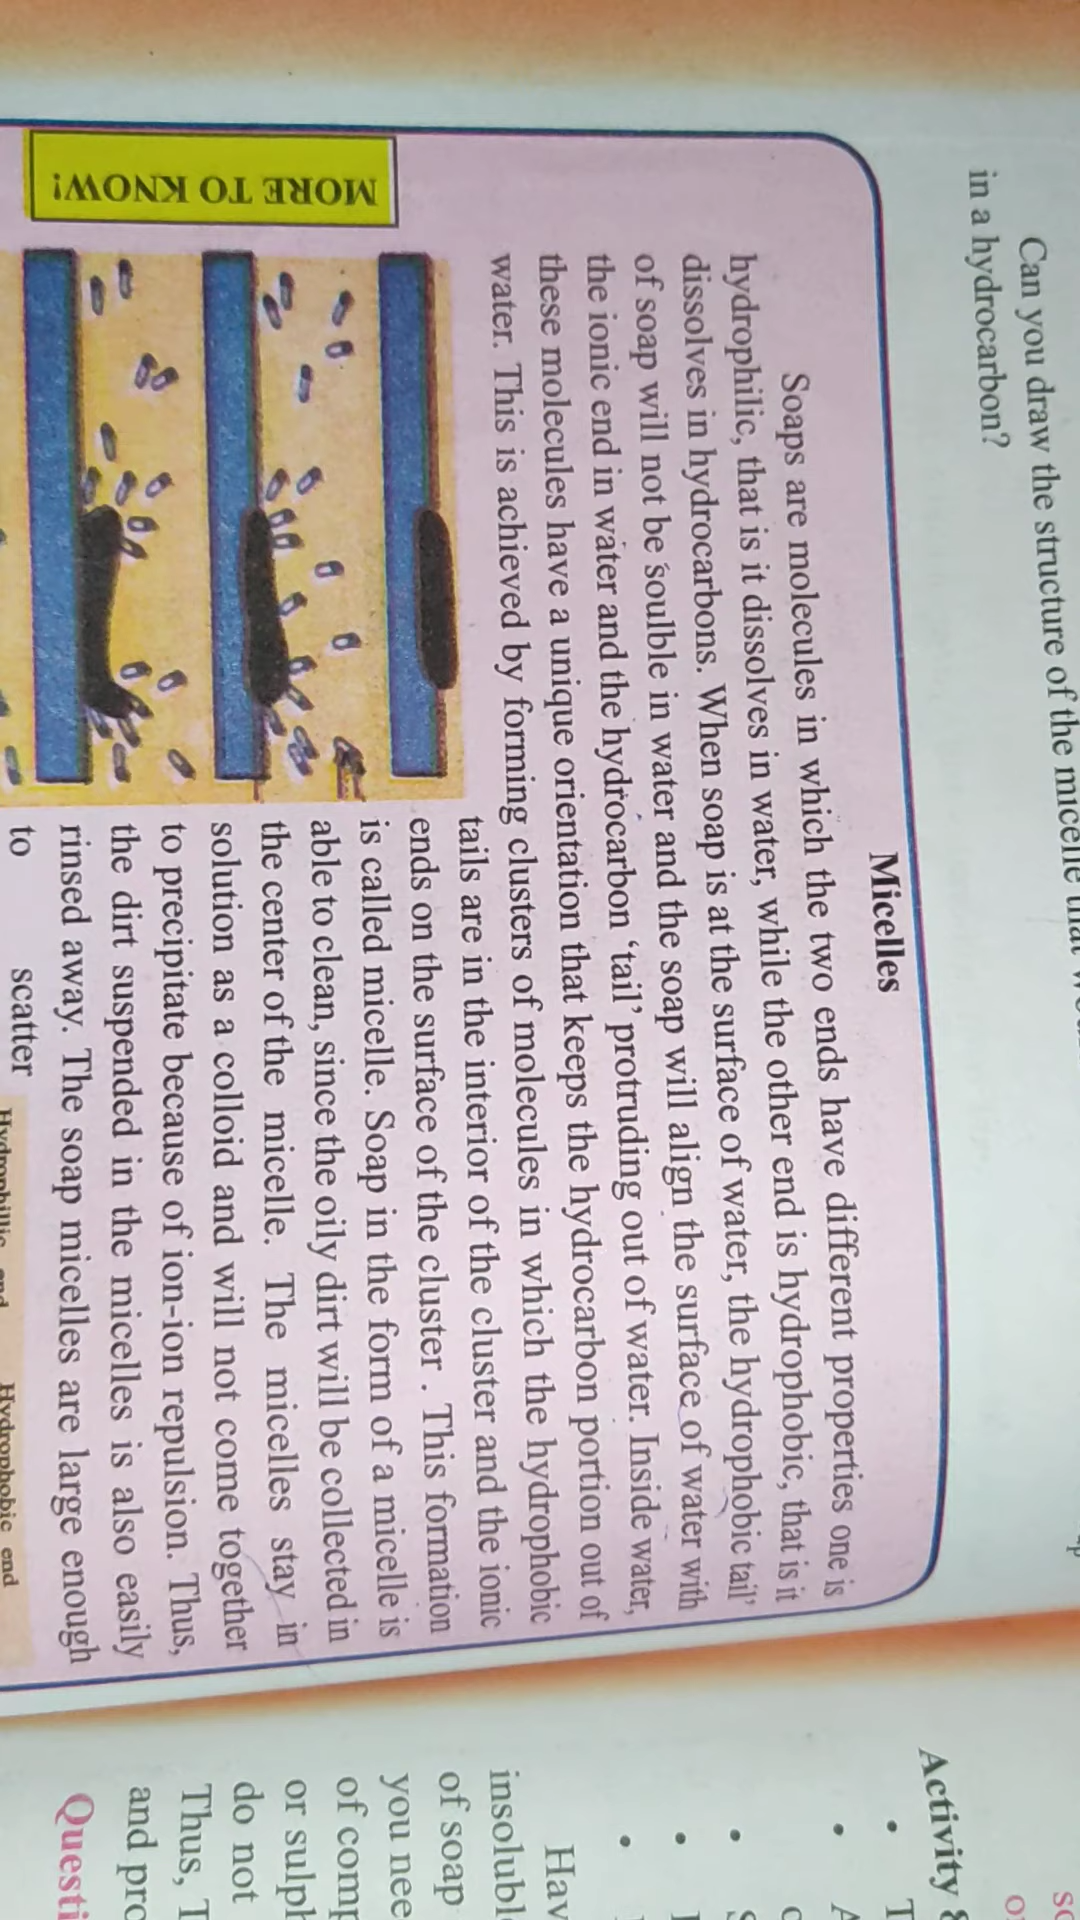 Can you draw the structure of the micelle that
in a hydrocarbon?
Micelles
Soaps are molecules in which the two ends have different properties one is
hydrophilic, that is it dissolves in water, while the other end is hydrophobic, that is it
dissolves in hydrocarbons. When soap is at the surface of water, the hydrophobic tail'
of soap will not be soulble in water and the soap will align the surface of water with
the ionic end in water and the hydrocarbon 'tail' protruding out of water. Inside water,
these molecules have a unique orientation that keeps the hydrocarbon portion out of
water. This is achieved by forming clusters of molecules in which the hydrophobic
tails are in the interior of the cluster and the ionic
ends on the surface of the cluster . This formation
is called micelle. Soap in the form of a micelle is
able to clean, since the oily dirt will be collected in
the center of the micelle. The micelles stay in
solution as a colloid and will not come together
to precipitate because of ion-ion repulsion. Thus,
the dirt suspended in the micelles is also easily
rinsed away. The soap micelles are large enough
to scatter
Hydrophillic end Hydrophobic end
MORE TO KNOW!
Activity
Hav
insoluble
of soap
you nee
of comp
or sulph
do not
Thus, T
and pro
Questi